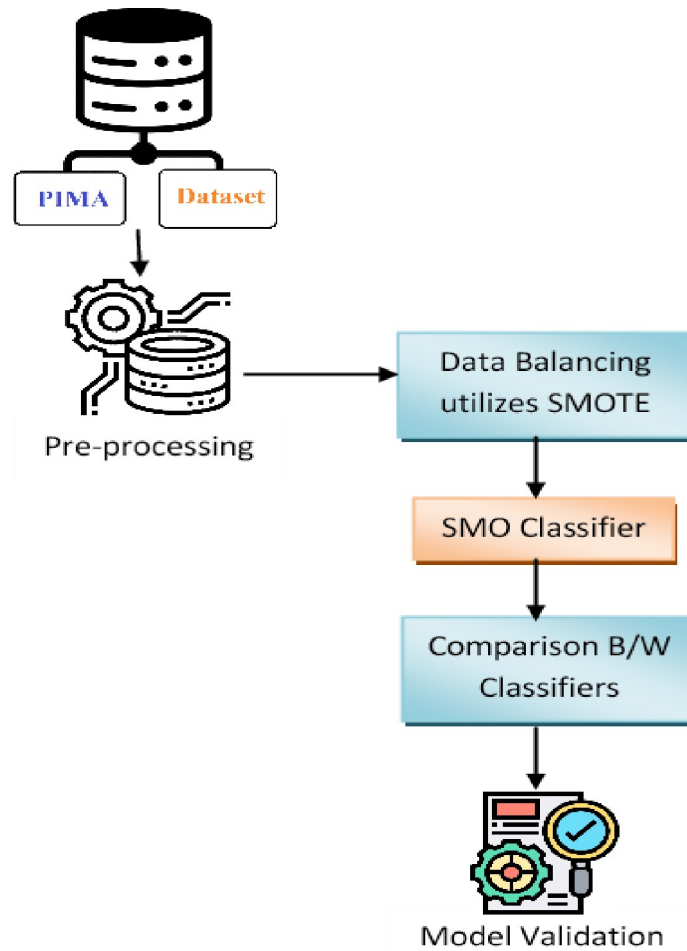 PIMA
Dataset
Pre-processing
Data Balancing
utilizes SMOTE
SMO Classifier
Comparison B/W
Classifiers
Model Validation